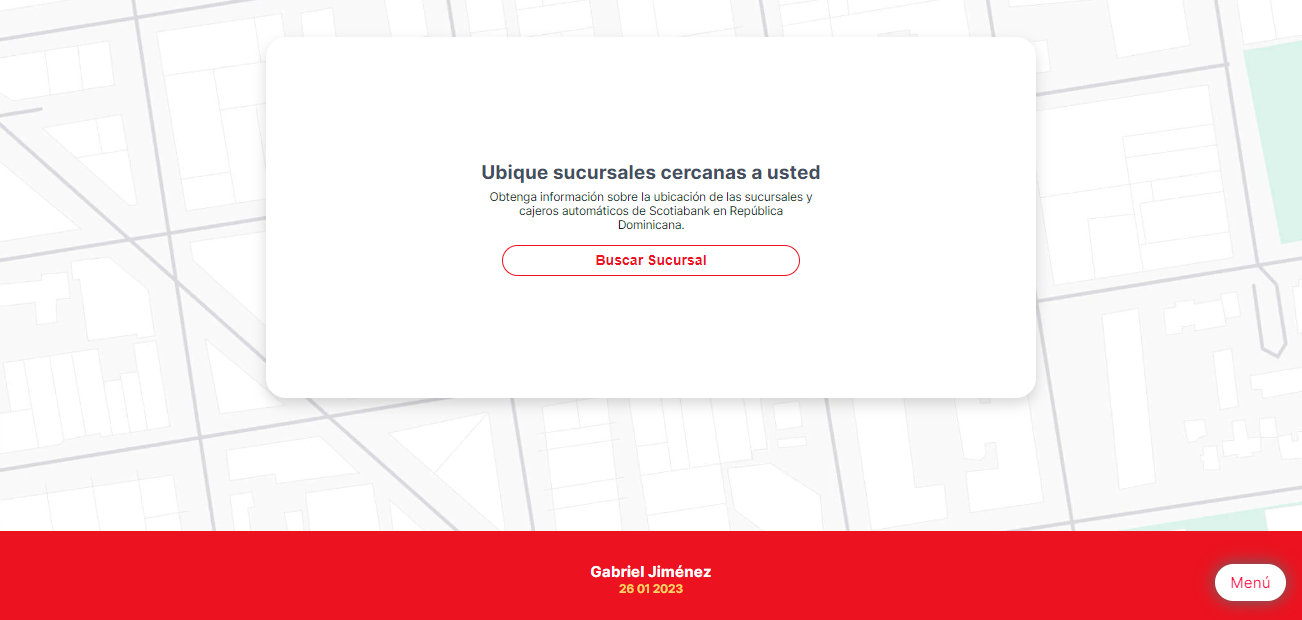 Ubique sucursales cercanas a usted
Obtenga información sobre la ubicación de las sucursales y
cajeros automáticos de Scotiabank en República
Dominicana.
Buscar Sucursal
Gabriel Jiménez
26 01 2023
Menú